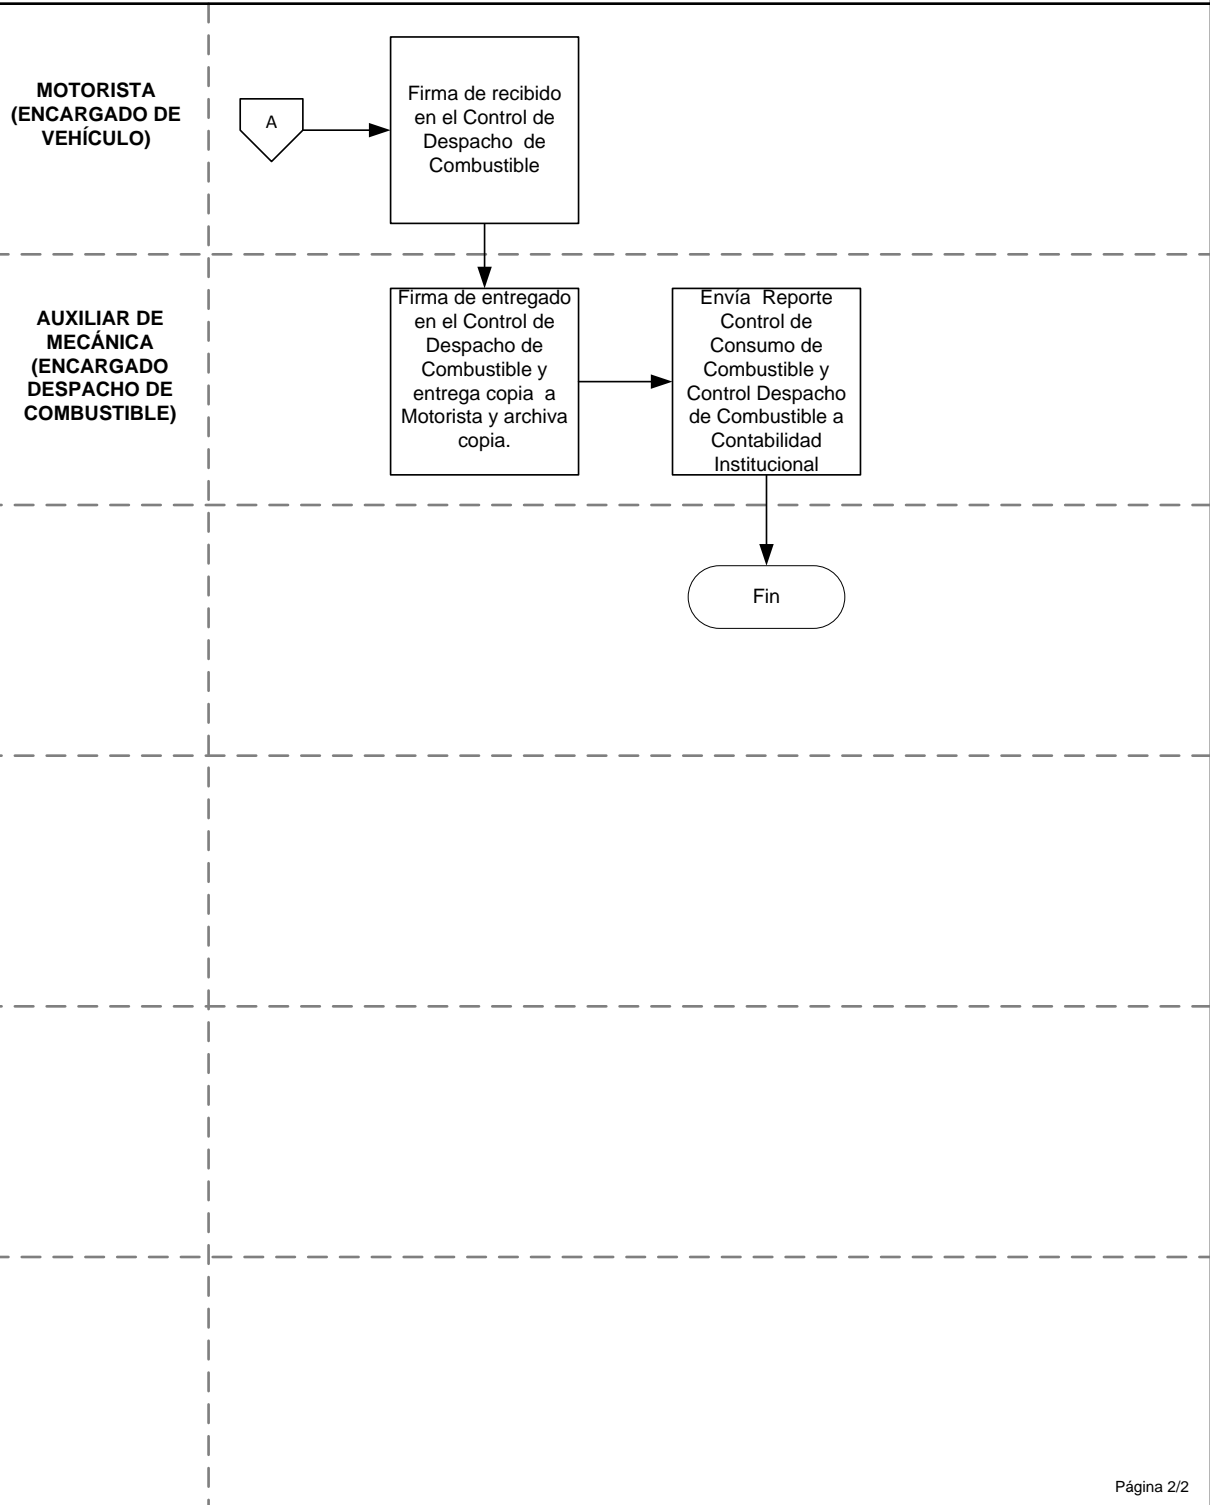 MOTORISTA
(ENCARGADO DE
VEHÍCULO)
A
Firma de recibido
en el Control de
Despacho de
Combustible
AUXILIAR DE
MECÁNICA
(ENCARGADO
DESPACHO DE
COMBUSTIBLE)
Firma de entregado
en el Control de
Despacho de
Combustible y
entrega copia a
Motorista y archiva
copia.
Envía Reporte
Control de
Consumo de
Combustible y
Control Despacho
de Combustible a
Contabilidad
Institucional
Fin
Página 2/2